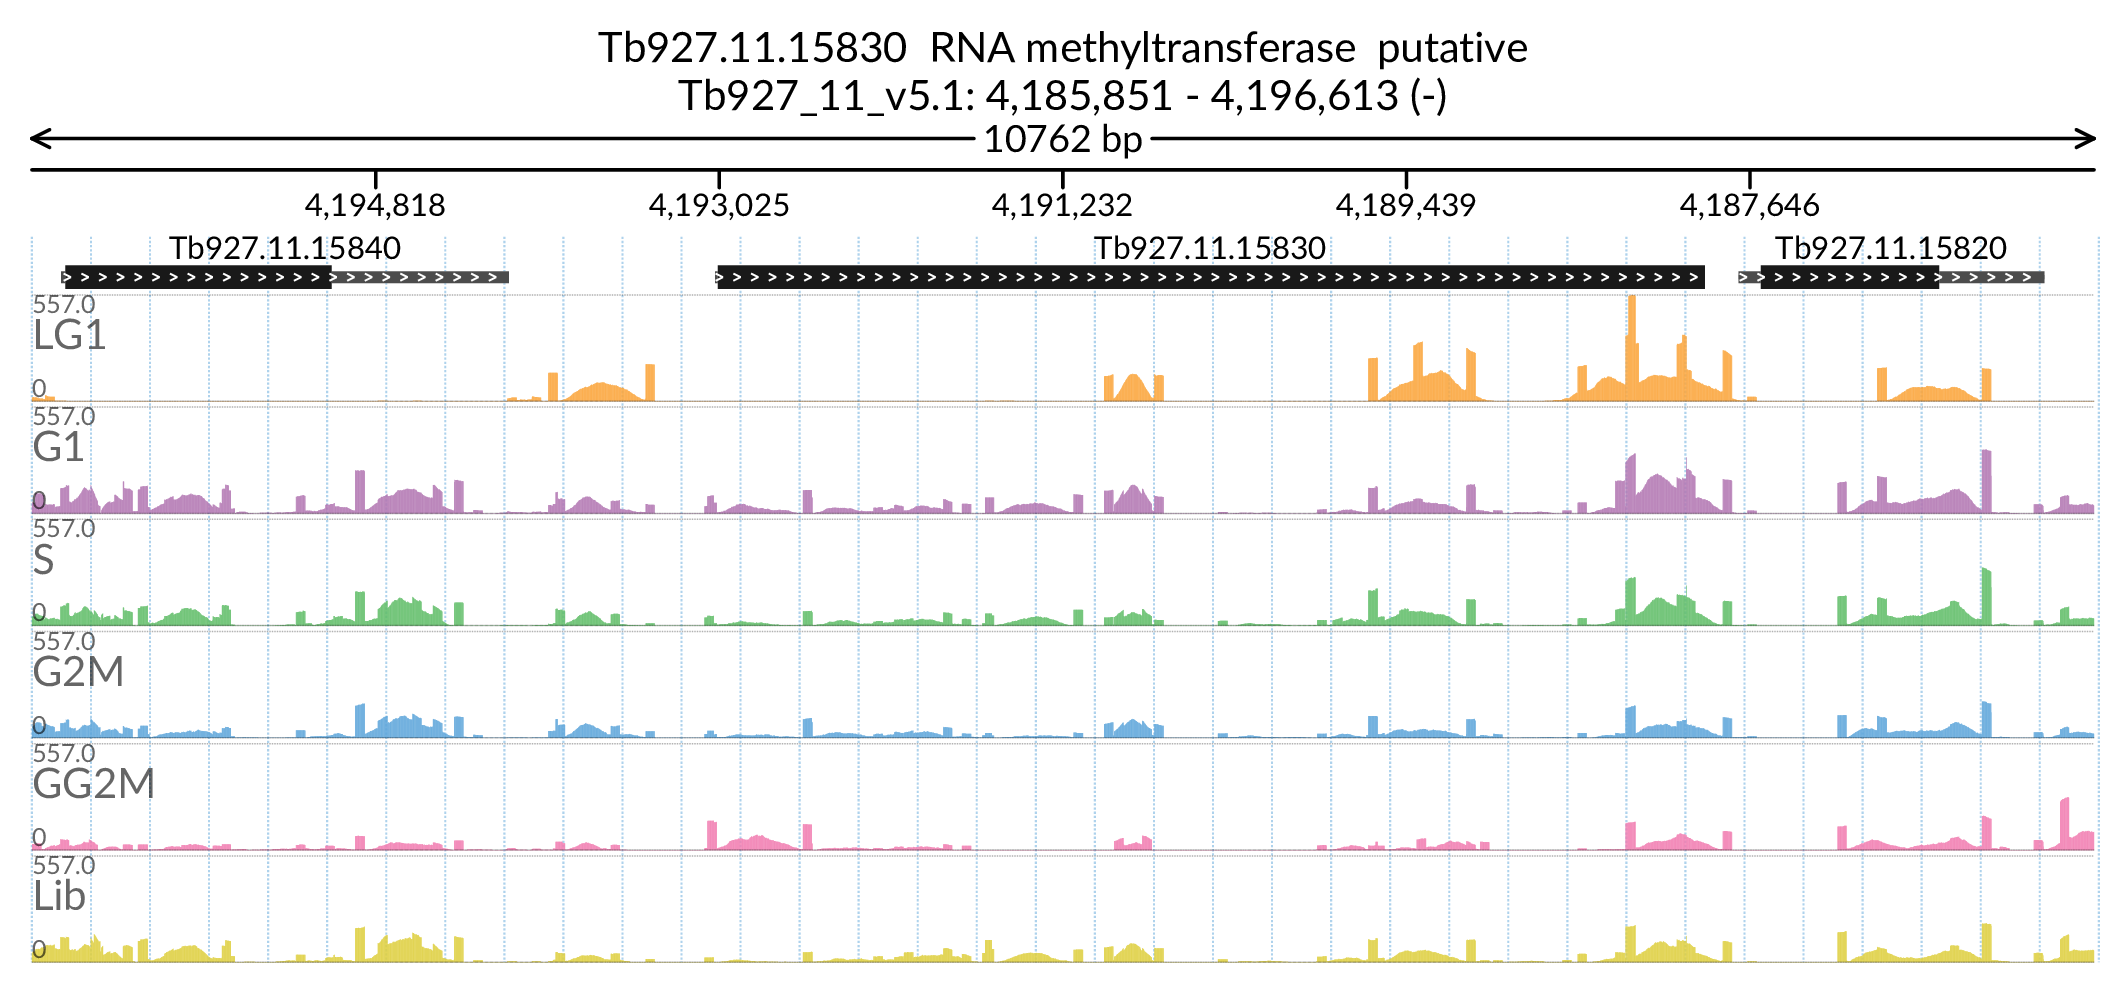 Tb927.11.15830 RNA methyltransferase putative
Tb927_11_v5.1: 4,185,851 - 4,196,613 (-)
10762 bp
4,194,818 4,193,025 4,191,232 4,189,439 4,187,646
Tb927.11.15840 Tb927.11.15830 Tb927.11.15820
557.0
LG1
0
557.0
G1
0
557.0
S
0
557.0
G2M
0
557.0
GG2M
0
557.0
Lib
0